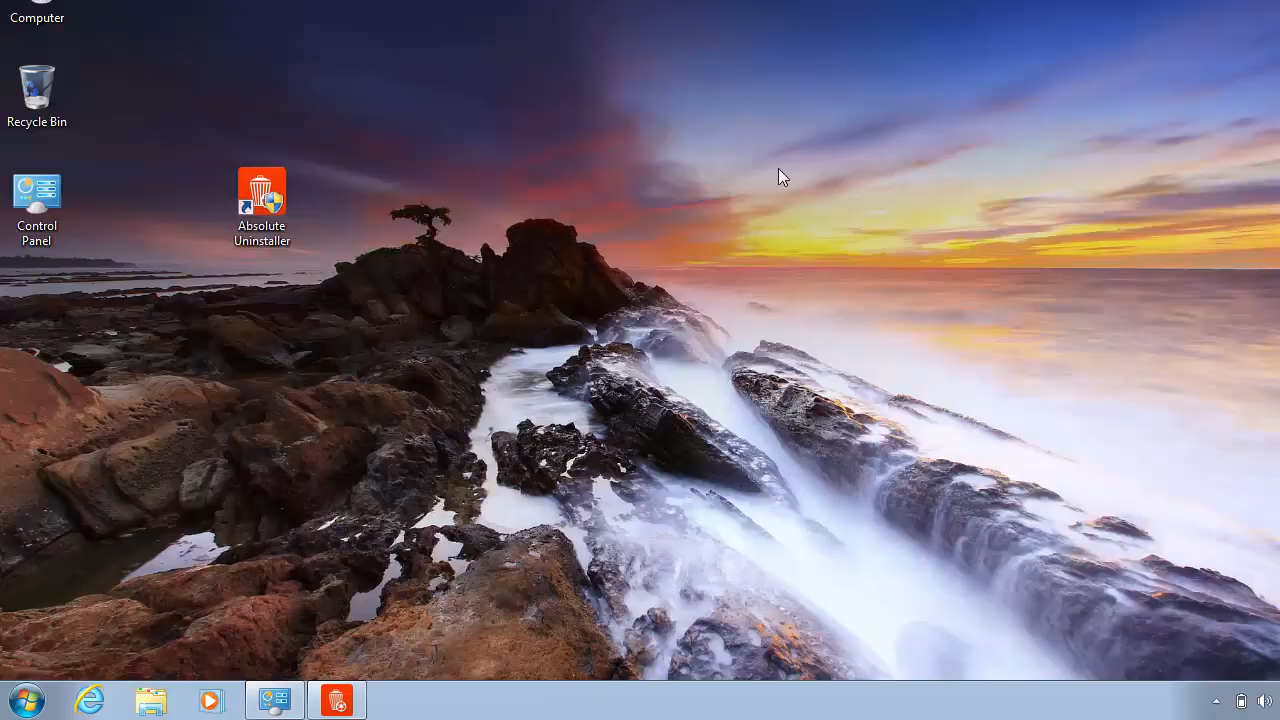 Computer
Recycle Bin
Control
Panel
Absolute
Uninstaller